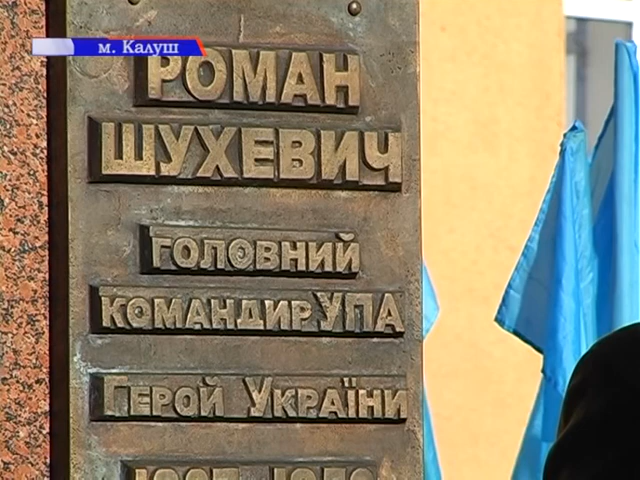 м. Калуш
РОМАН
ШУХЕВИЧ
ГОЛОВНИЙ
КОМАНДИР УПА
ГЕРОЙ УКРАЇНИ